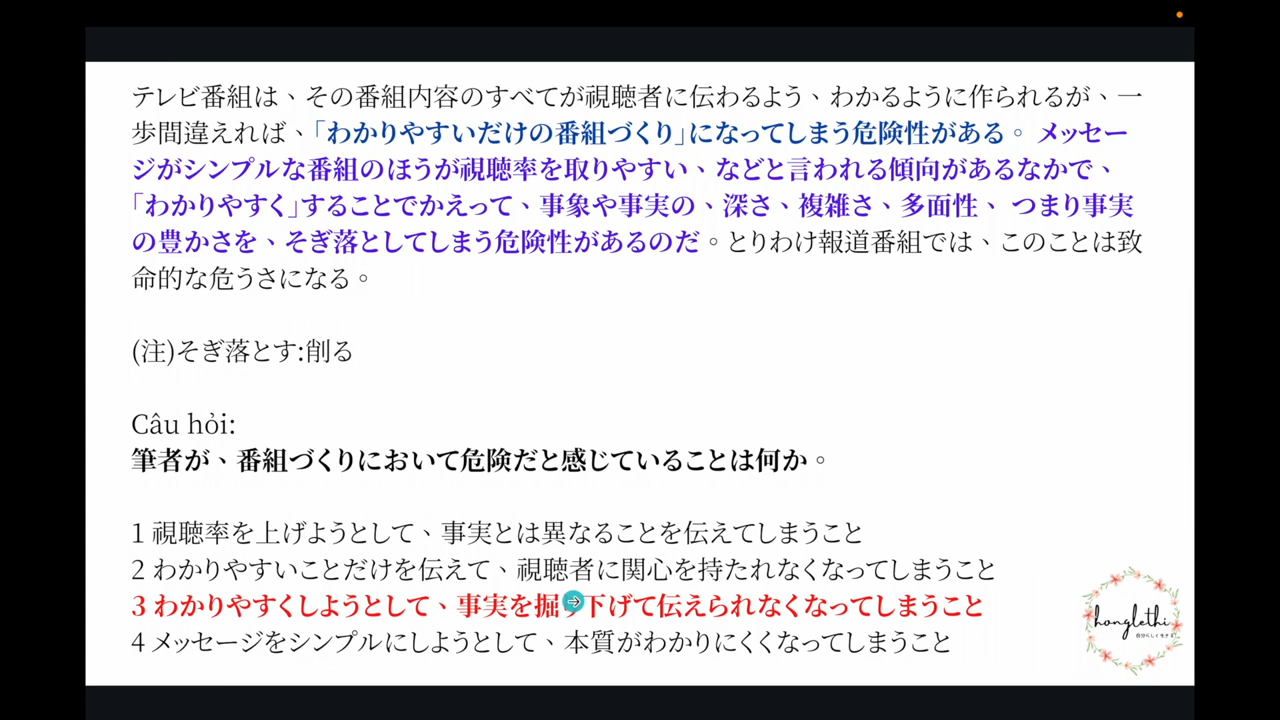 テレビ番組は、その番組内容のすべてが視聴者に伝わるよう、わかるように作られるが、一
歩間違えれば、「わかりやすいだけの番組づくり」になってしまう危険性がある。 メッセー
ジがシンプルな番組のほうが視聴率を取りやすい、などと言われる傾向があるなかで、
「わかりやすく」することでかえって、事象や事実の、深さ、複雑さ、多面性、 つまり事実
の豊かさを、そぎ落としてしまう危険性があるのだ。とりわけ報道番組では、このことは致
命的な危うさになる。
(注)そぎ落とす:削る
Câu hỏi:
筆者が、番組づくりにおいて危険だと感じていることは何か。
1 視聴率を上げようとして、事実とは異なることを伝えてしまうこと
2 わかりやすいことだけを伝えて、視聴者に関心を持たれなくなってしまうこと
3 わかりやすくしようとして、事実を掘り下げて伝えられなくなってしまうこと
4 メッセージをシンプルにしようとして、本質がわかりにくくなってしまうこと
honglethi
自分らしく生きる